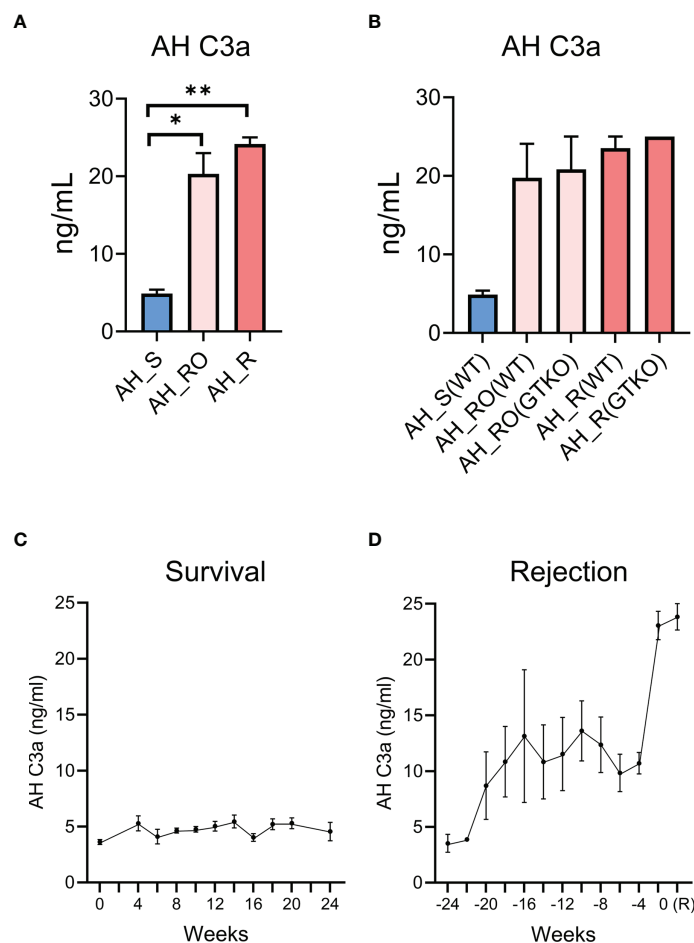 A
AH C3a
ng/mL
30
20
10
0
*
**
AH_S
AH_RO
AH_R
B
AH C3a
ng/mL
30
20
10
0
AH_S(WT)
AH_RO(WT)
AH_RO(GTKO)
AH_R(WT)
AH_R(GTKO)
C
Survival
AH C3a (ng/ml)
25
20
15
10
5
0
0 4 8 12 16 20 24
Weeks
D
Rejection
AH C3a (ng/ml)
25
20
15
10
5
0
-24 -20 -16 -12 -8 -4 0 (R)
Weeks